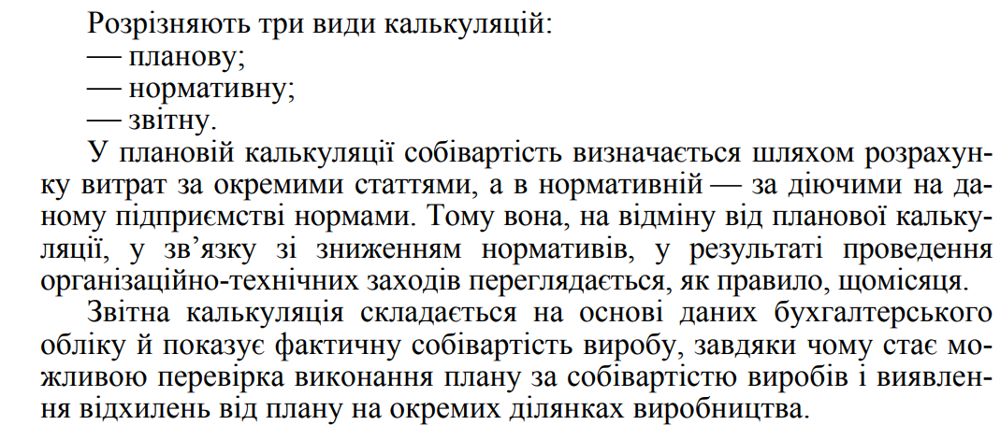 Розрізняють три види калькуляцій:
— планову;
— нормативну;
— звітну.
У плановій калькуляції собівартість визначається шляхом розрахун-
ку витрат за окремими статтями, а в нормативній — за діючими на да-
ному підприємстві нормами. Тому вона, на відміну від планової кальку-
ляції, у зв’язку зі зниженням нормативів, у результаті проведення
організаційно-технічних заходів переглядається, як правило, щомісяця.
Звітна калькуляція складається на основі даних бухгалтерського
обліку й показує фактичну собівартість виробу, завдяки чому стає мо-
жливою перевірка виконання плану за собівартістю виробів і виявлен-
ня відхилень від плану на окремих ділянках виробництва.